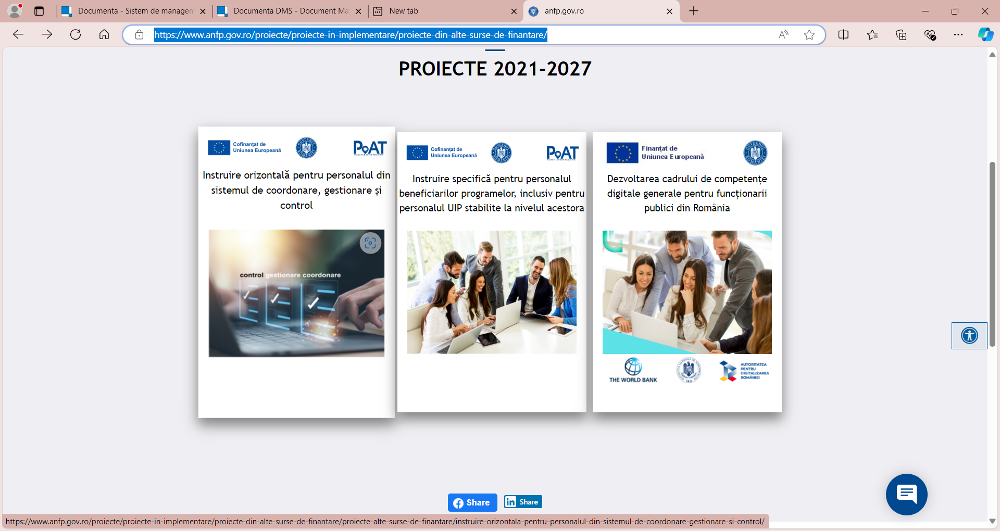 Documenta - Sistem de managem
Documenta DMS - Document Ma
New tab
anfp.gov.ro
https://www.anfp.gov.ro/proiecte/proiecte-in-implementare/proiecte-din-alte-surse-de-finantare/
PROIECTE 2021-2027
Cofinanțat de
Uniunea Europeană
PoAT
Instruire orizontală pentru personalul din
sistemul de coordonare, gestionare și
control
control gestionare coordonare
Cofinanțat de
Uniunea Europeană
PoAT
Instruire specifică pentru personalul
beneficiarilor programelor, inclusiv pentru
personalul UIP stabilite la nivelul acestora
Finanțat de
Uniunea Europeană
Dezvoltarea cadrului de competențe
digitale generale pentru funcționarii
publici din România
THE WORLD BANK
AUTORITATEA
PENTRU
DIGITALIZAREA
ROMÂNIEI
Share
Share
https://www.anfp.gov.ro/proiecte/proiecte-in-implementare/proiecte-din-alte-surse-de-finantare/proiecte-alte-surse-de-finantare/instruire-orizontala-pentru-personalul-din-sistemul-de-coordonare-gestionare-si-control/